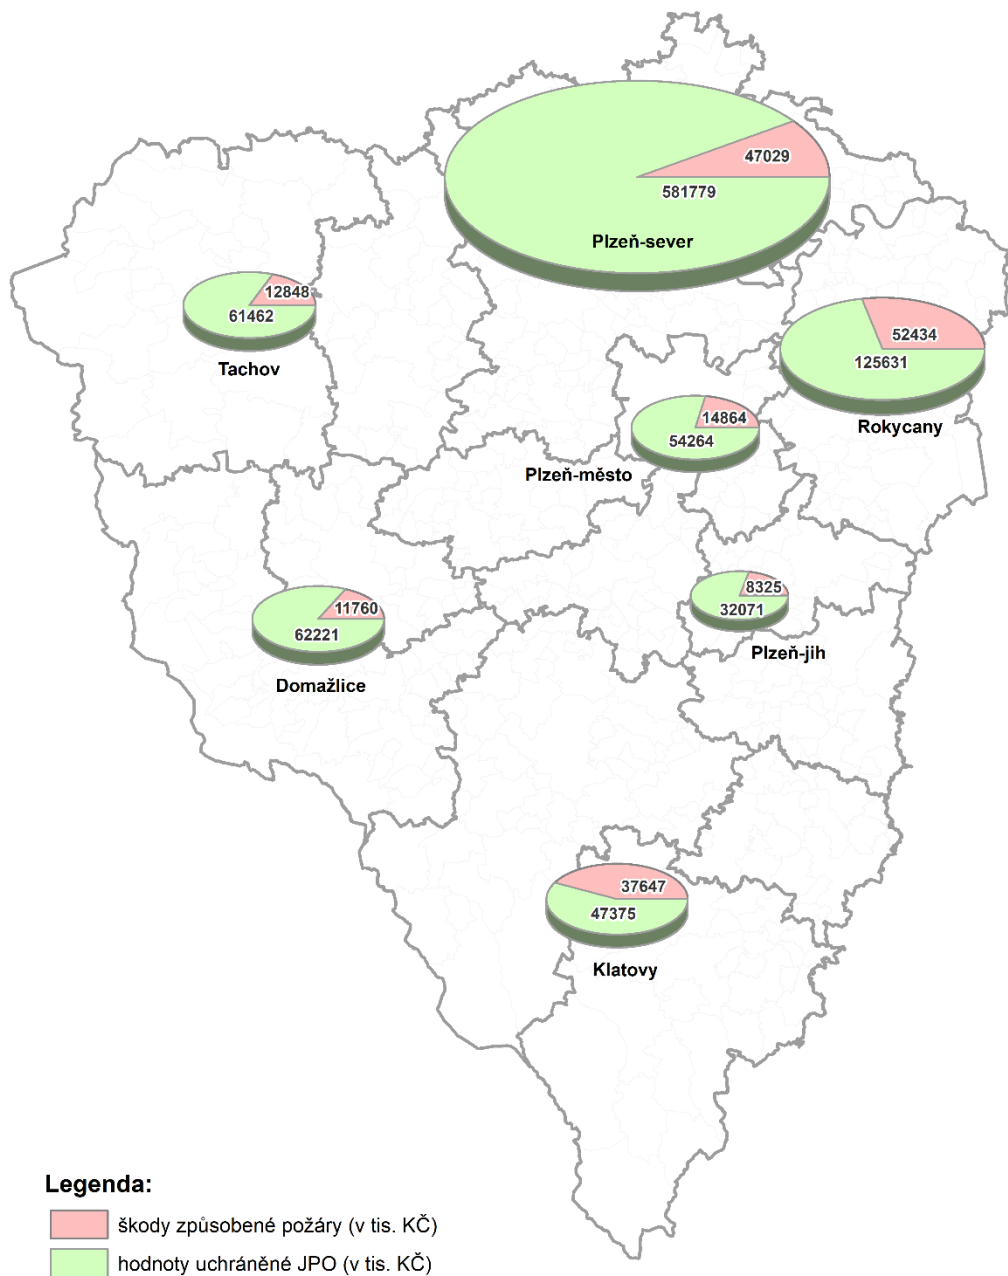 47029
581779
Plzeň-sever
12848
61462
Tachov
52434
125631
Rokycany
14864
54264
Plzeň-město
8325
32071
Plzeň-jih
11760
62221
Domažlice
37647
47375
Klatovy
Legenda:
škody způsobené požáry (v tis. KČ)
hodnoty uchráněné JPO (v tis. KČ)